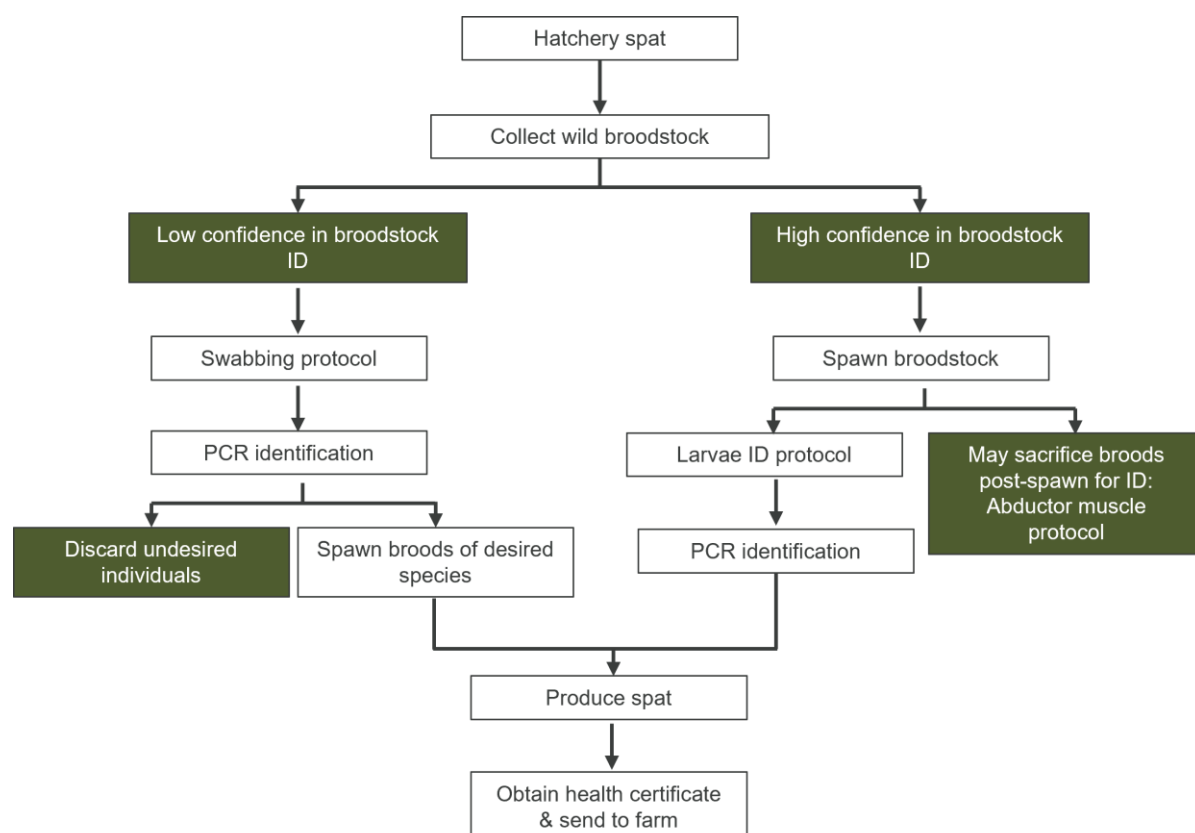 Hatchery spat
Collect wild broodstock
Low confidence in broodstock
ID
High confidence in broodstock
ID
Swabbing protocol
Spawn broodstock
PCR identification
Larvae ID protocol
May sacrifice broods
post-spawn for ID:
Abductor muscle
protocol
Discard undesired
individuals
Spawn broods of desired
species
PCR identification
Produce spat
Obtain health certificate
& send to farm